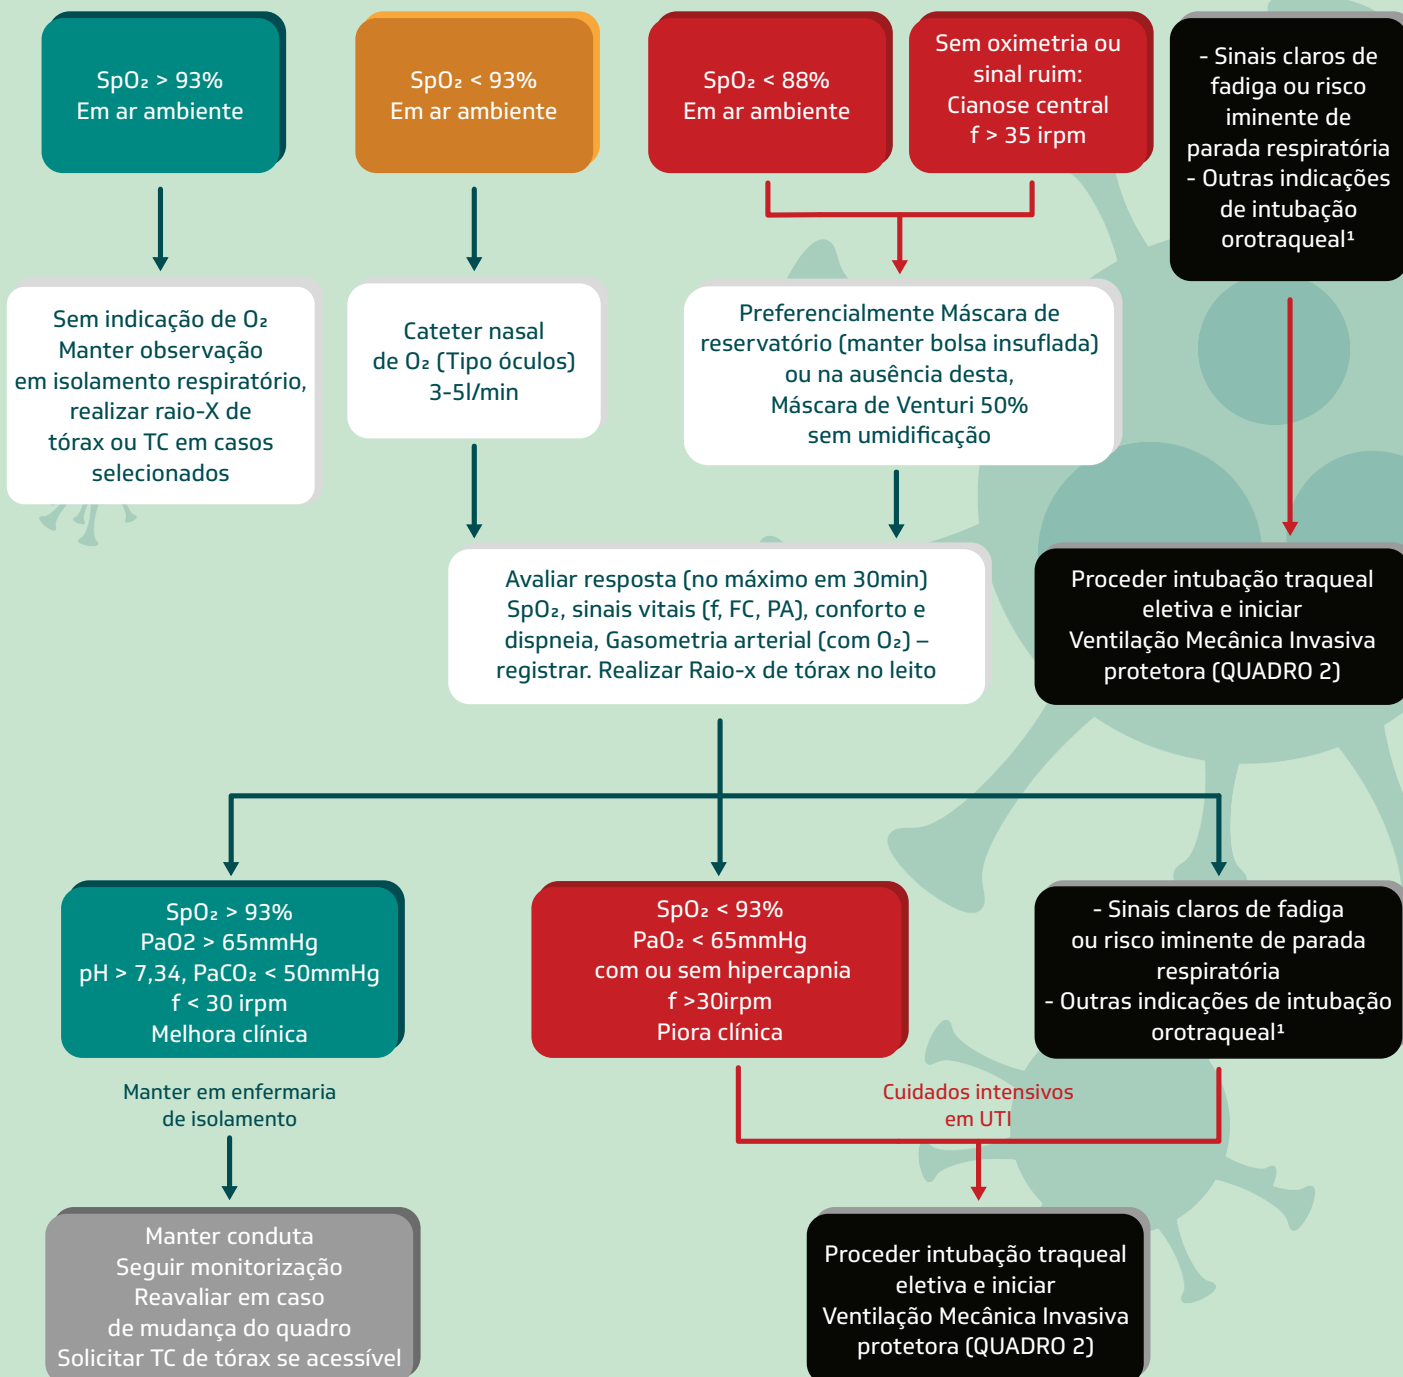 SpO₂ > 93%
Em ar ambiente
SpO₂ < 93%
Em ar ambiente
SpO₂ < 88%
Em ar ambiente
Sem oximetria ou
sinal ruim:
Cianose central
f > 35 irpm
- Sinais claros de
fadiga ou risco
iminente de
parada respiratória
- Outras indicações
de intubação
orotraqueal¹
Sem indicação de O₂
Manter observação
em isolamento respiratório,
realizar raio-X de
tórax ou TC em casos
selecionados
Cateter nasal
de O₂ (Tipo óculos)
3-5l/min
Preferencialmente Máscara de
reservatório (manter bolsa insuflada)
ou na ausência desta,
Máscara de Venturi 50%
sem umidificação
Avaliar resposta (no máximo em 30min)
SpO₂, sinais vitais (f, FC, PA), conforto e
dispneia, Gasometria arterial (com O₂) –
registrar. Realizar Raio-x de tórax no leito
Proceder intubação traqueal
eletiva e iniciar
Ventilação Mecânica Invasiva
protetora (QUADRO 2)
SpO₂ > 93%
PaO2 > 65mmHg
pH > 7,34, PaCO₂ < 50mmHg
f < 30 irpm
Melhora clínica
SpO₂ < 93%
PaO₂ < 65mmHg
com ou sem hipercapnia
f >30irpm
Piora clínica
- Sinais claros de fadiga
ou risco iminente de parada
respiratória
- Outras indicações de intubação
orotraqueal¹
Manter em enfermaria
de isolamento
Cuidados intensivos
em UTI
Manter conduta
Seguir monitorização
Reavaliar em caso
de mudança do quadro
Solicitar TC de tórax se acessível
Proceder intubação traqueal
eletiva e iniciar
Ventilação Mecânica Invasiva
protetora (QUADRO 2)